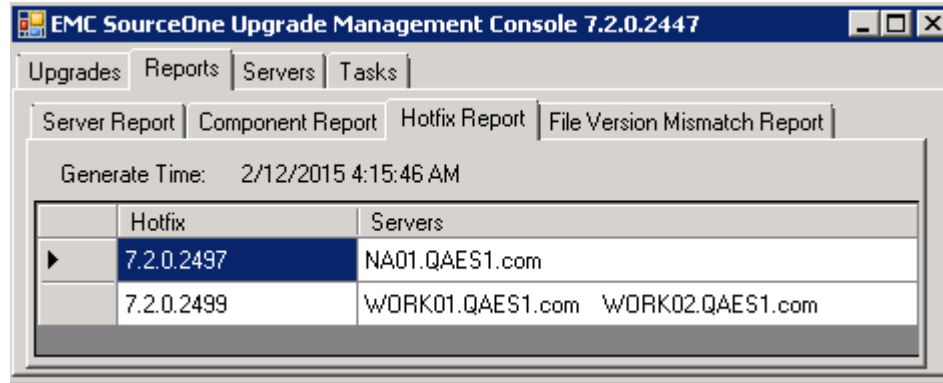 EMC SourceOne Upgrade Management Console 7.2.0.2447
Upgrades Reports Servers Tasks
Server Report Component Report Hotfix Report File Version Mismatch Report
Generate Time: 2/12/2015 4:15:46 AM
Hotfix Servers
7.2.0.2497 NA01.QAES1.com
7.2.0.2499 WORK01.QAES1.com WORK02.QAES1.com